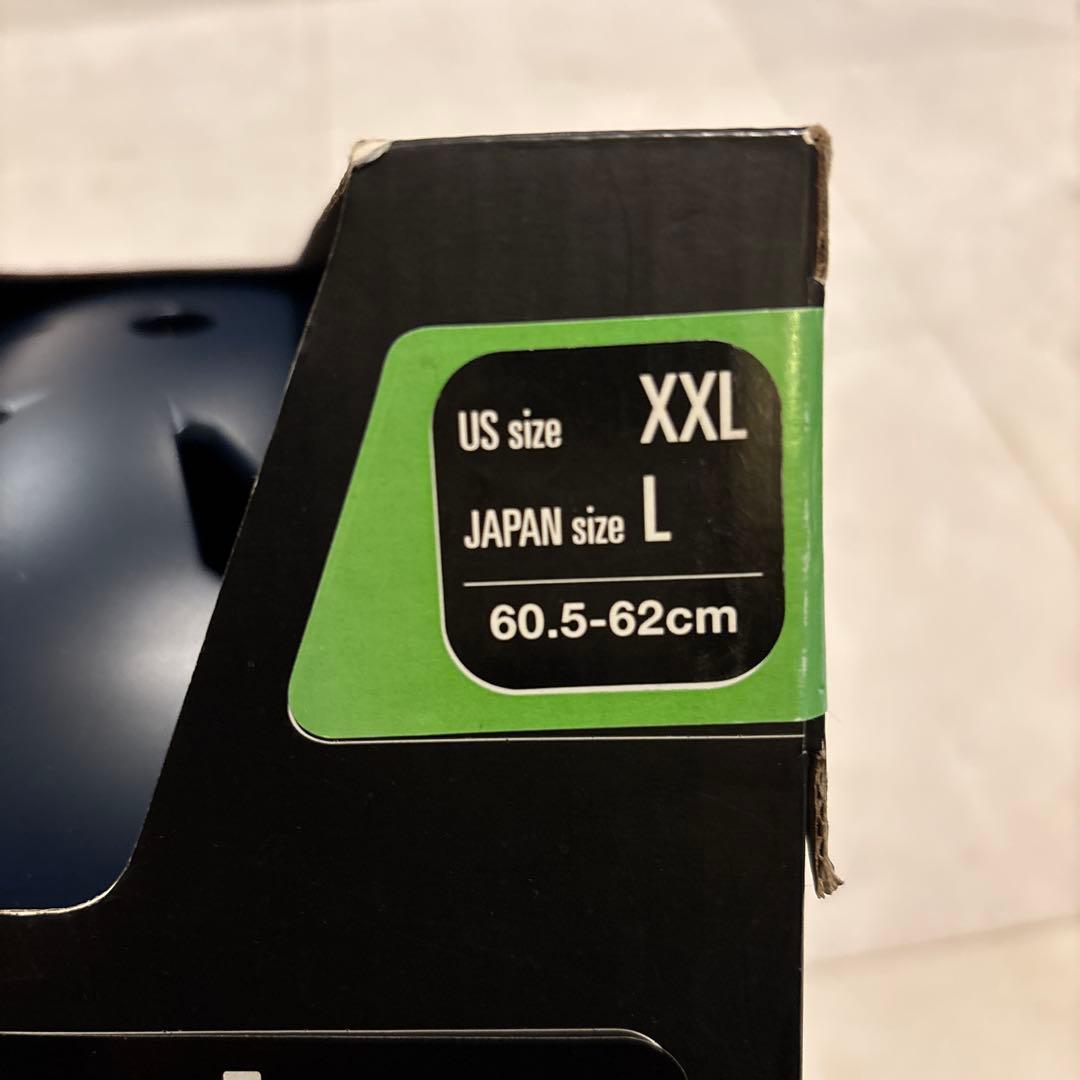 US size XXL
JAPAN size L
60.5-62cm